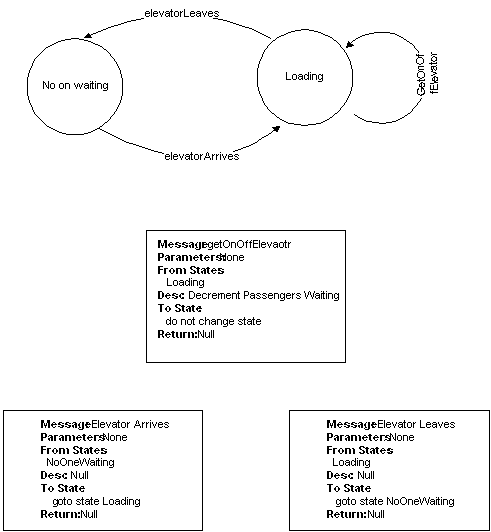 elevatorLeaves
No on waiting
Loading
GetOnOf
fElevator
elevatorArrives
Message:getOnOffElevaotr
Parameters:None
From States:
Loading
Desc: Decrement Passengers Waiting
To State:
do not change state
Return:Null
Message:Elevator Arrives
Parameters:None
From States:
NoOneWaiting
Desc: Null
To State:
goto state Loading
Return:Null
Message:Elevator Leaves
Parameters:None
From States:
Loading
Desc: Null
To State:
goto state NoOneWaiting
Return:Null